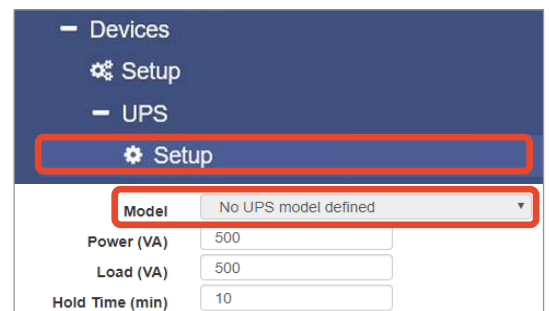 Devices
Setup
UPS
Setup
Model No UPS model defined
Power (VA) 500
Load (VA) 500
Hold Time (min) 10